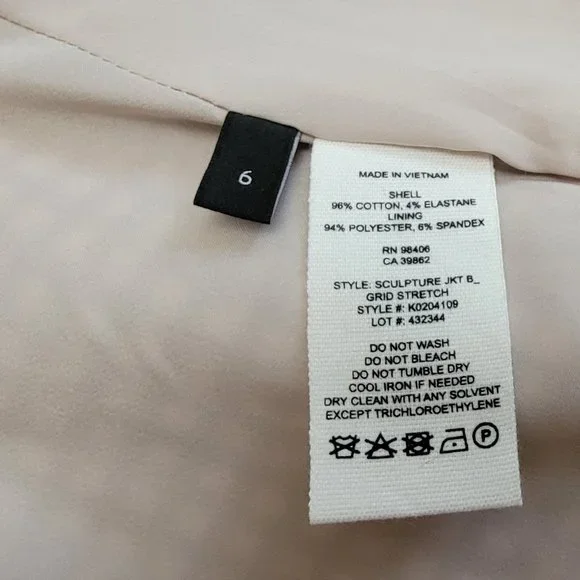 6
MADE IN VIETNAM
SHELL
96% COTTON, 4% ELASTANE
LINING
94% POLYESTER, 6% SPANDEX
RN 98406
CA 39862
STYLE. SCULPTURE JKT B_
GRID STRETCH
STYLE #: K0204109
LOT #: 432344
DO NOT WASH
DO NOT BLEACH
DO NOT TUMBLE DRY
COOL IRON IF NEEDED
DRY CLEAN WITH ANY SOLVENT
EXCEPT TRICHLOROETHYLENE
P